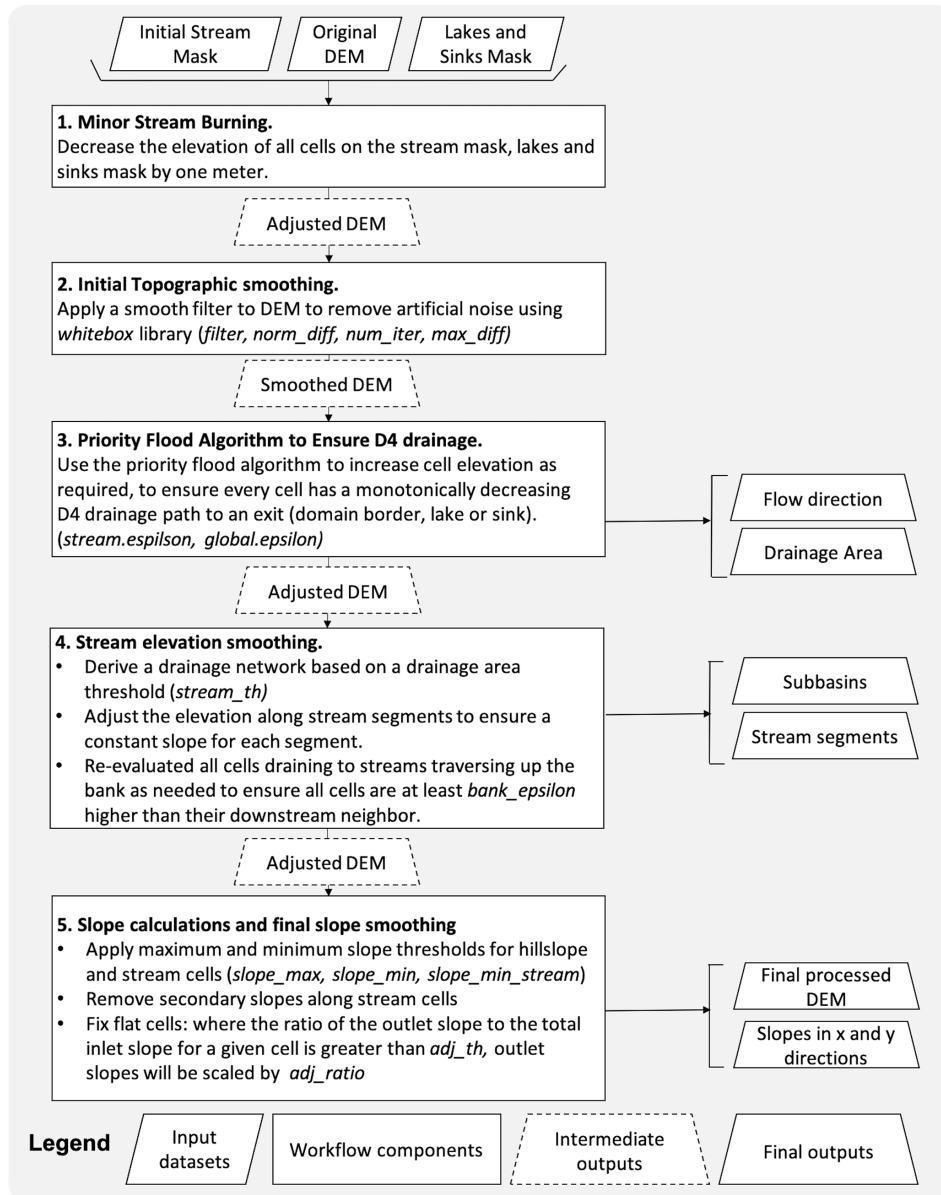 Initial Stream
Mask
Original
DEM
Lakes and
Sinks Mask
1. Minor Stream Burning.
Decrease the elevation of all cells on the stream mask, lakes and
sinks mask by one meter.
Adjusted DEM
2. Initial Topographic smoothing.
Apply a smooth filter to DEM to remove artificial noise using
whitebox library (filter, norm_diff, num_iter, max_diff)
Smoothed DEM
3. Priority Flood Algorithm to Ensure D4 drainage.
Use the priority flood algorithm to increase cell elevation as
required, to ensure every cell has a monotonically decreasing
D4 drainage path to an exit (domain border, lake or sink).
(stream.espilson, global.epsilon)
Flow direction
Drainage Area
Adjusted DEM
4. Stream elevation smoothing.
• Derive a drainage network based on a drainage area
threshold (stream_th)
• Adjust the elevation along stream segments to ensure a
constant slope for each segment.
• Re-evaluated all cells draining to streams traversing up the
bank as needed to ensure all cells are at least bank_epsilon
higher than their downstream neighbor.
Subbasins
Stream segments
Adjusted DEM
5. Slope calculations and final slope smoothing
• Apply maximum and minimum slope thresholds for hillslope
and stream cells (slope_max, slope_min, slope_min_stream)
• Remove secondary slopes along stream cells
• Fix flat cells: where the ratio of the outlet slope to the total
inlet slope for a given cell is greater than adj_th, outlet
slopes will be scaled by adj_ratio
Final processed
DEM
Slopes in x and y
directions
Legend
Input
datasets
Workflow components
Intermediate
outputs
Final outputs